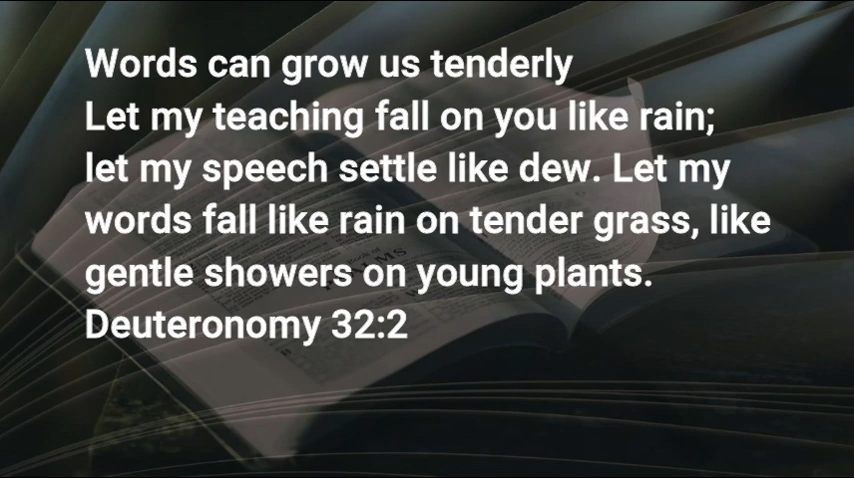 Words can grow us tenderly
Let my teaching fall on you like rain;
let my speech settle like dew. Let my
words fall like rain on tender grass, like
gentle showers on young plants.
Deuteronomy 32:2